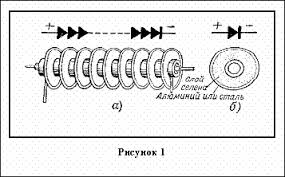 + - + -
Слой
селена
Алюминий или сталь
а) б)
Рисунок 1